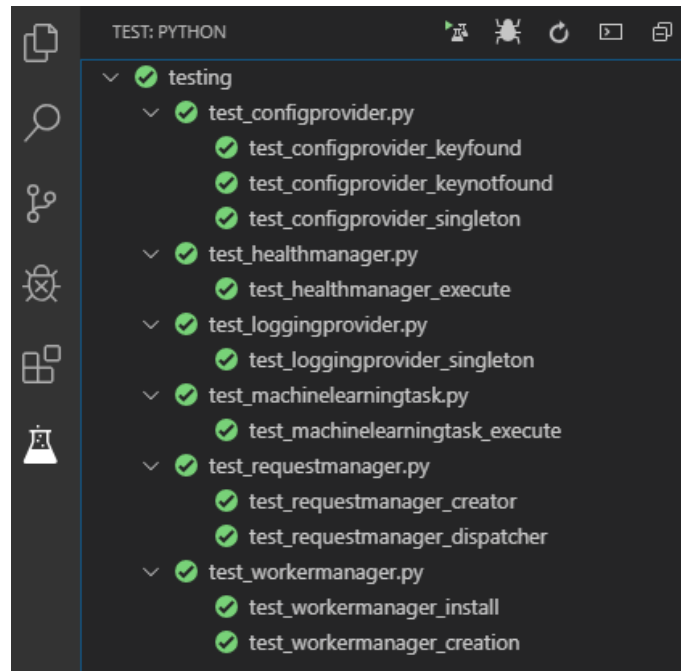 TEST: PYTHON
testing
test_configprovider.py
test_configprovider_keyfound
test_configprovider_keynotfound
test_configprovider_singleton
test_healthmanager.py
test_healthmanager_execute
test_loggingprovider.py
test_loggingprovider_singleton
test_machinelearningtask.py
test_machinelearningtask_execute
test_requestmanager.py
test_requestmanager_creator
test_requestmanager_dispatcher
test_workermanager.py
test_workermanager_install
test_workermanager_creation